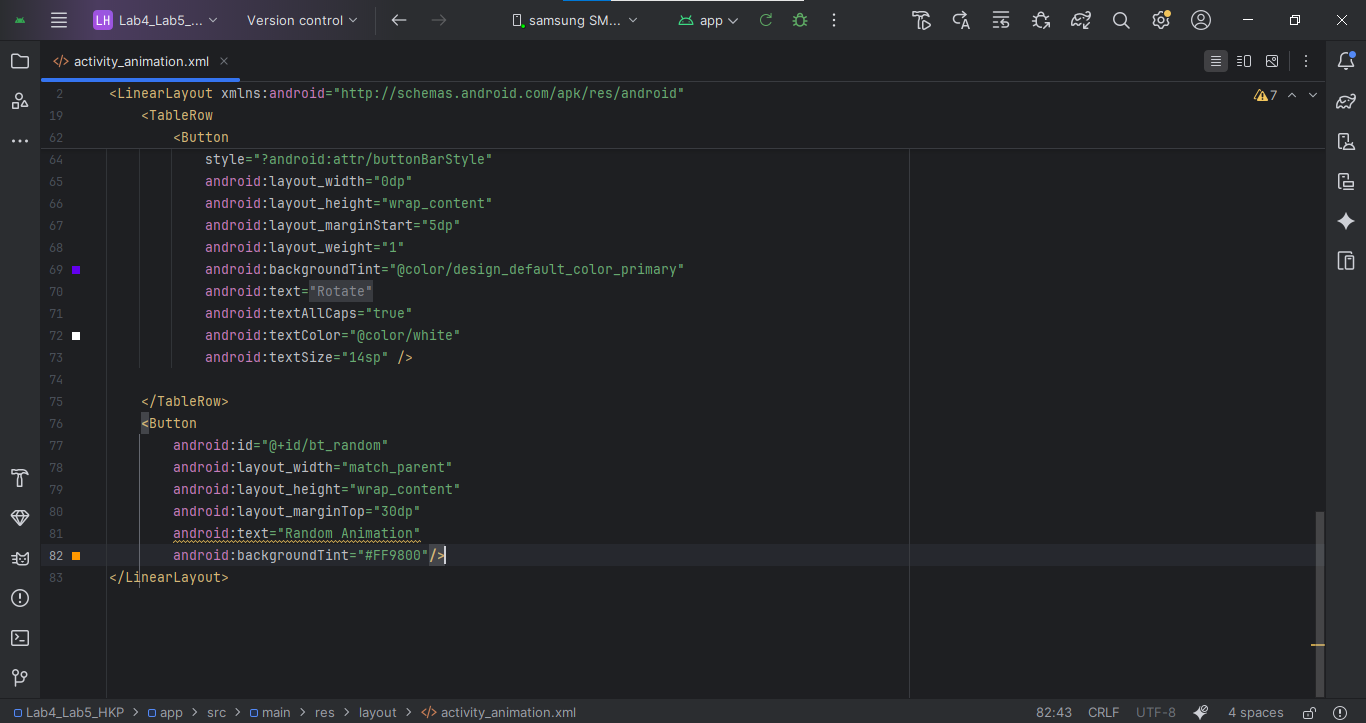 LH Lab4_Lab5_... Version control samsung SM... app
</> activity_animation.xml
7
2 <LinearLayout xmlns:android="http://schemas.android.com/apk/res/android"
19 <TableRow
62 <Button
64 style="?android:attr/buttonBarStyle"
65 android:layout_width="0dp"
66 android:layout_height="wrap_content"
67 android:layout_marginStart="5dp"
68 android:layout_weight="1"
69 android:backgroundTint="@color/design_default_color_primary"
70 android:text="Rotate"
71 android:textAllCaps="true"
72 android:textColor="@color/white"
73 android:textSize="14sp" />
74
75 </TableRow>
76 <Button
77 android:id="@+id/bt_random"
78 android:layout_width="match_parent"
79 android:layout_height="wrap_content"
80 android:layout_marginTop="30dp"
81 android:text="Random Animation"
82 android:backgroundTint="#FF9800"/>
83 </LinearLayout>
Lab4_Lab5_HKP > app > src > main > res > layout > </> activity_animation.xml 82:43 CRLF UTF-8 4 spaces